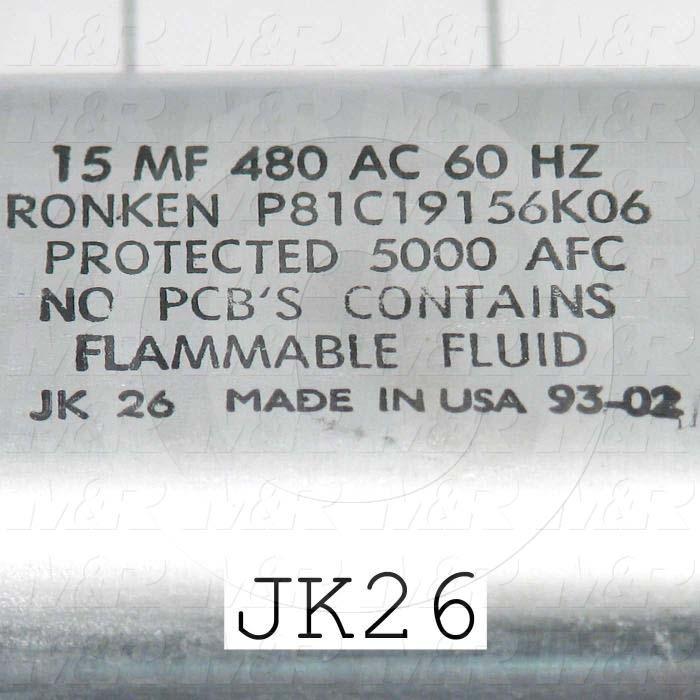 15 MF 480 AC 60 HZ
RONKEN P81C19156K06
PROTECTED 5000 AFC
NO PCB'S CONTAINS
FLAMMABLE FLUID
JK 26 MADE IN USA 93-02
JK26
M&R